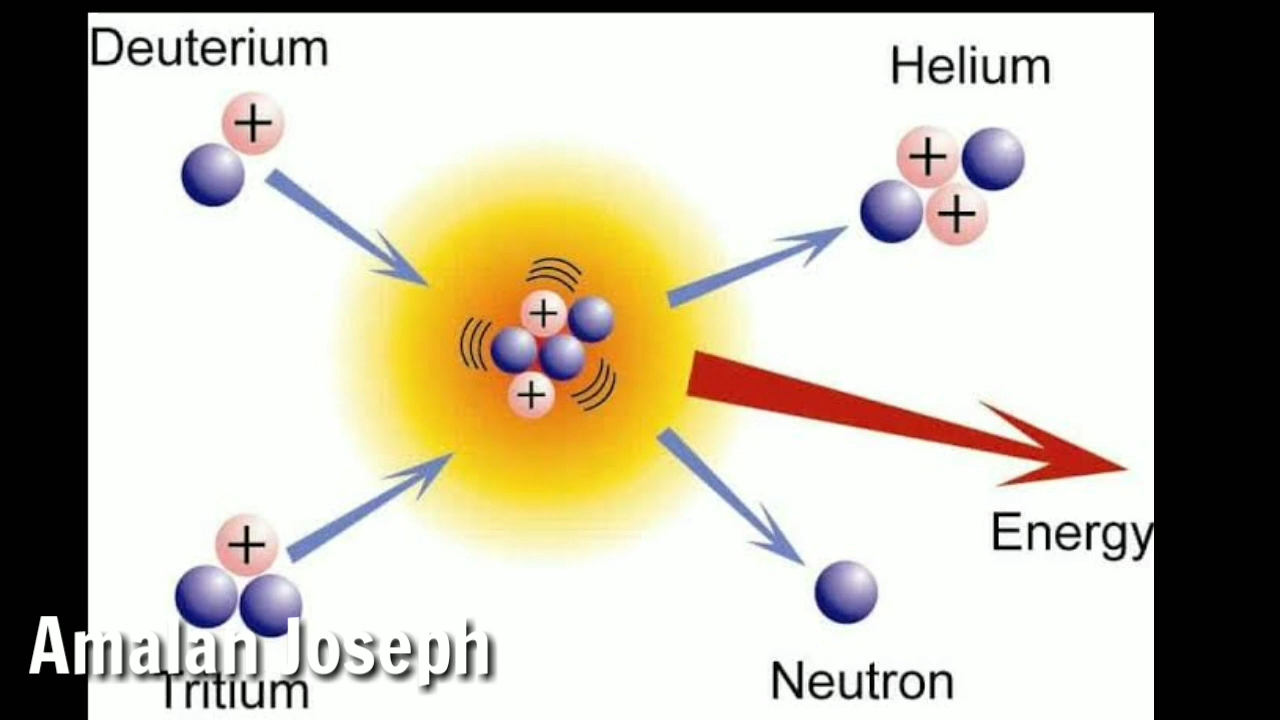 Deuterium
Helium
+
+
+
+
+
+
Energy
Amalan Joseph
Tritium
Neutron